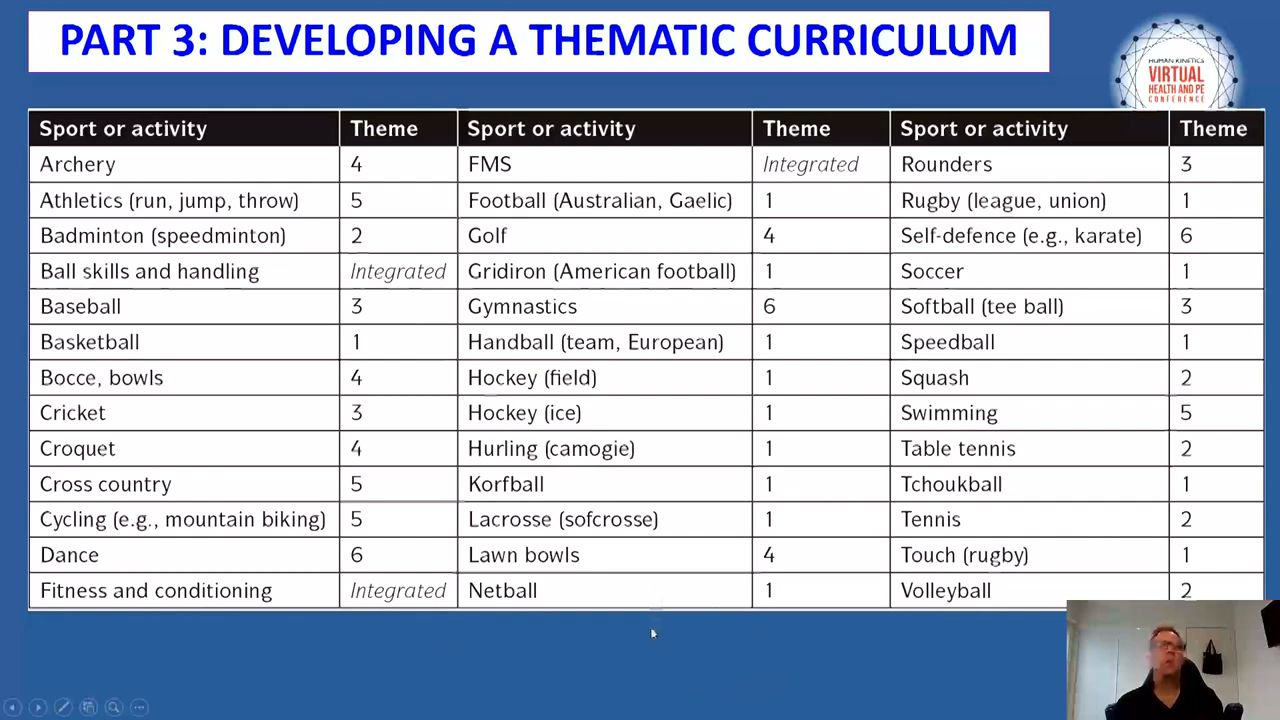 PART 3: DEVELOPING A THEMATIC CURRICULUM
HUMAN KINETICS
VIRTUAL
HEALTH AND PE
CONFERENCE
Sport or activity Theme Sport or activity Theme Sport or activity Theme
Archery 4 FMS Integrated Rounders 3
Athletics (run, jump, throw) 5 Football (Australian, Gaelic) 1 Rugby (league, union) 1
Badminton (speedminton) 2 Golf 4 Self-defence (e.g., karate) 6
Ball skills and handling Integrated Gridiron (American football) 1 Soccer 1
Baseball 3 Gymnastics 6 Softball (tee ball) 3
Basketball 1 Handball (team, European) 1 Speedball 1
Bocce, bowls 4 Hockey (field) 1 Squash 2
Cricket 3 Hockey (ice) 1 Swimming 5
Croquet 4 Hurling (camogie) 1 Table tennis 2
Cross country 5 Korfball 1 Tchoukball 1
Cycling (e.g., mountain biking) 5 Lacrosse (sofcrosse) 1 Tennis 2
Dance 6 Lawn bowls 4 Touch (rugby) 1
Fitness and conditioning Integrated Netball 1 Volleyball 2